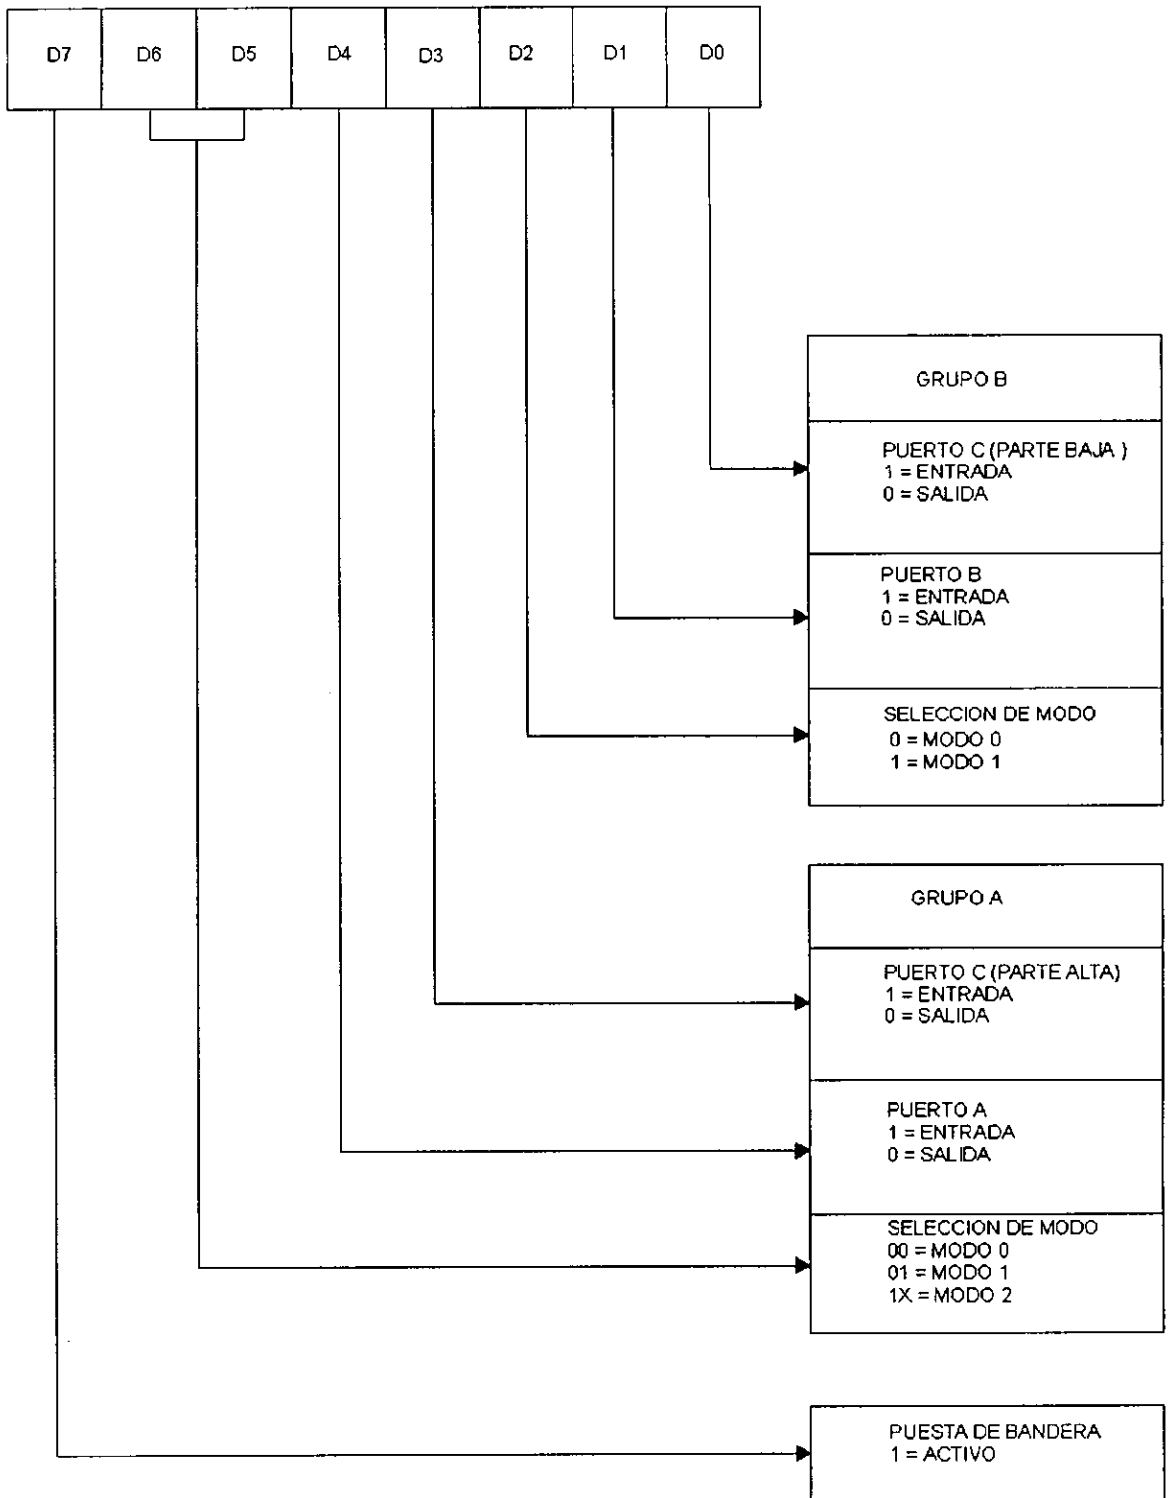 D7 D6 D5 D4 D3 D2 D1 D0
GRUPO B
PUERTO C (PARTE BAJA )
1 = ENTRADA
0 = SALIDA
PUERTO B
1 = ENTRADA
0 = SALIDA
SELECCION DE MODO
0 = MODO 0
1 = MODO 1
GRUPO A
PUERTO C (PARTE ALTA)
1 = ENTRADA
0 = SALIDA
PUERTO A
1 = ENTRADA
0 = SALIDA
SELECCION DE MODO
00 = MODO 0
01 = MODO 1
1X = MODO 2
PUESTA DE BANDERA
1 = ACTIVO